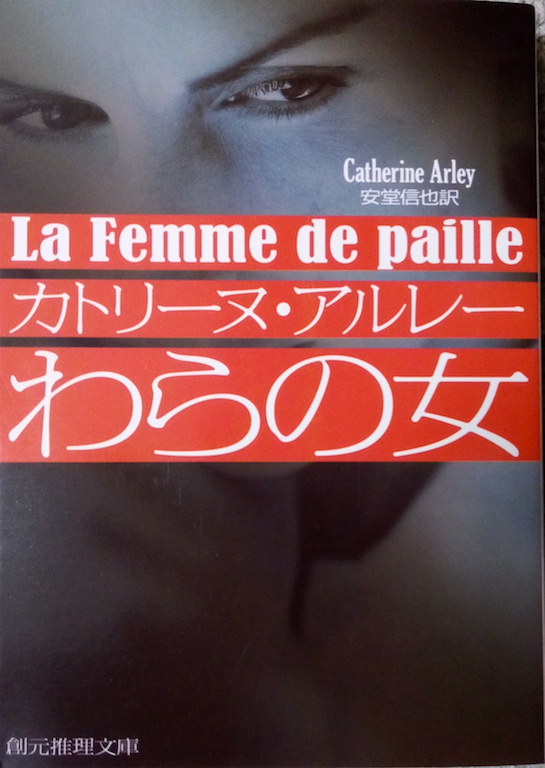 Catherine Arley
安堂信也訳
La Femme de paille
カトリーヌ・アルレー
わらの女
創元推理文庫